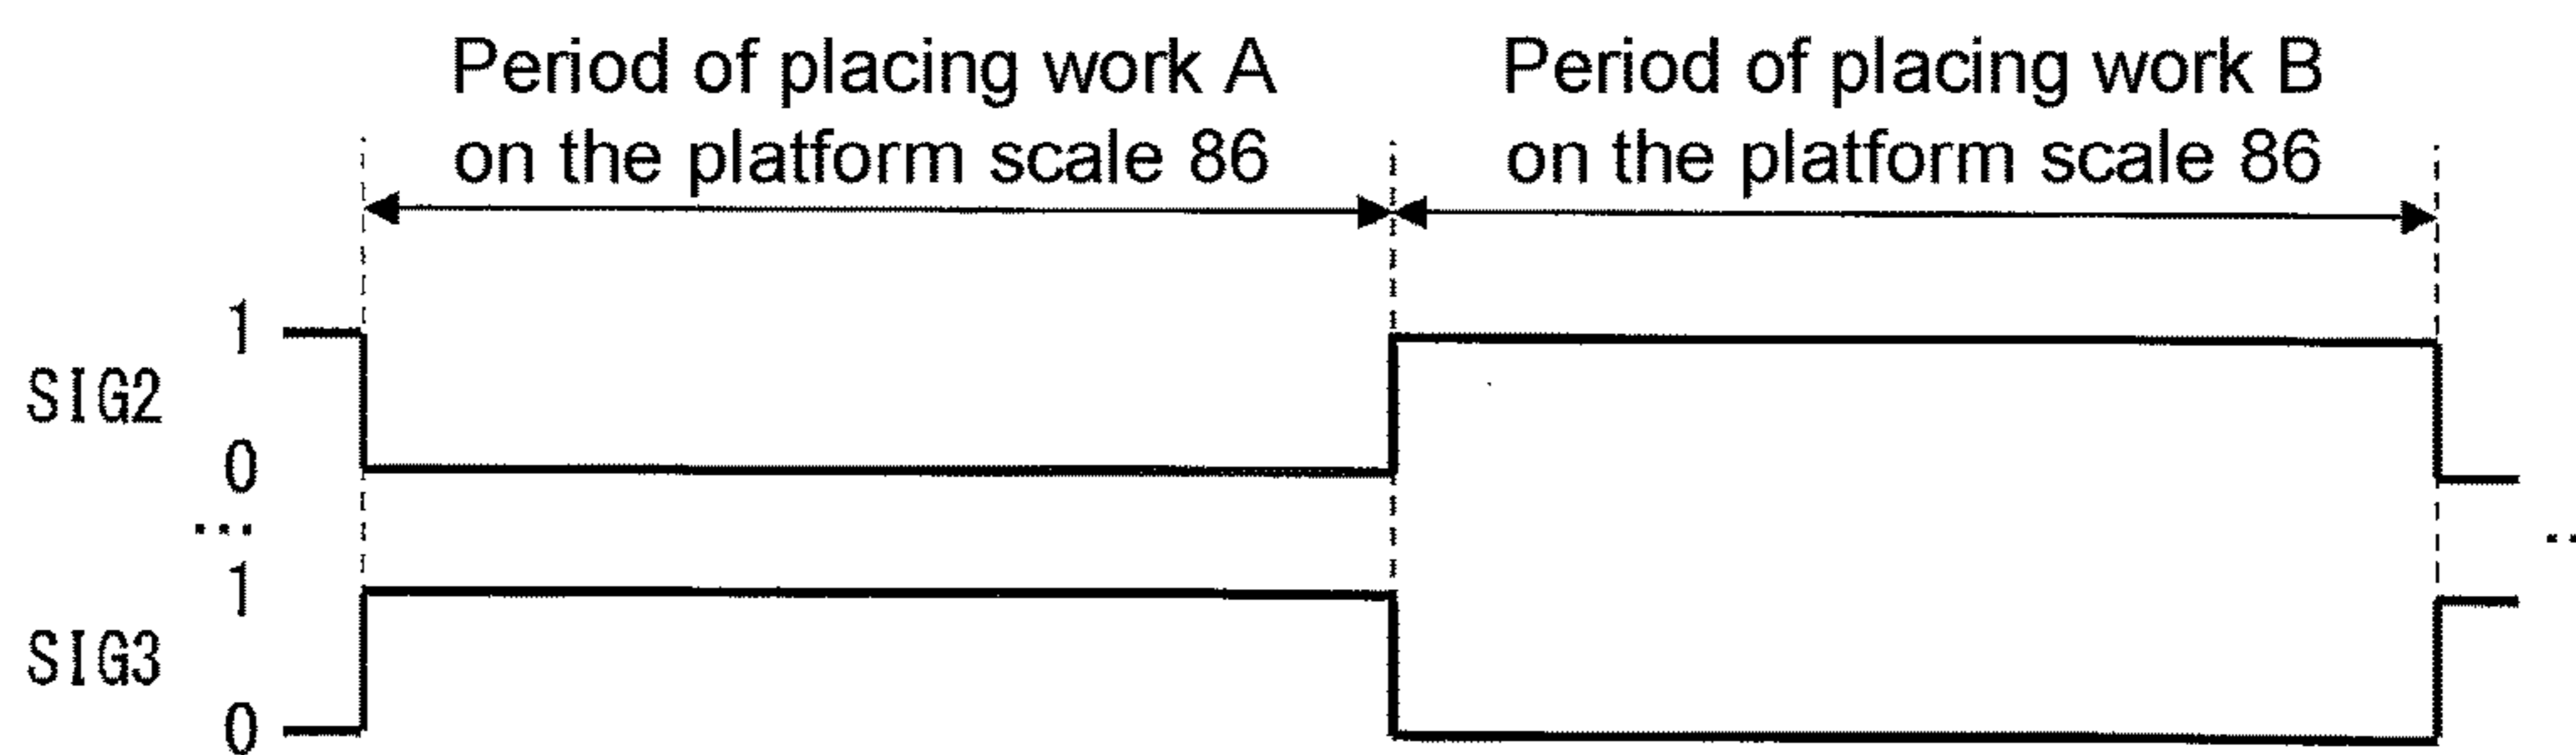 Period of placing work A
on the platform scale 86
Period of placing work B
on the platform scale 86
1
SIG2
0
...
1
SIG3
0
..